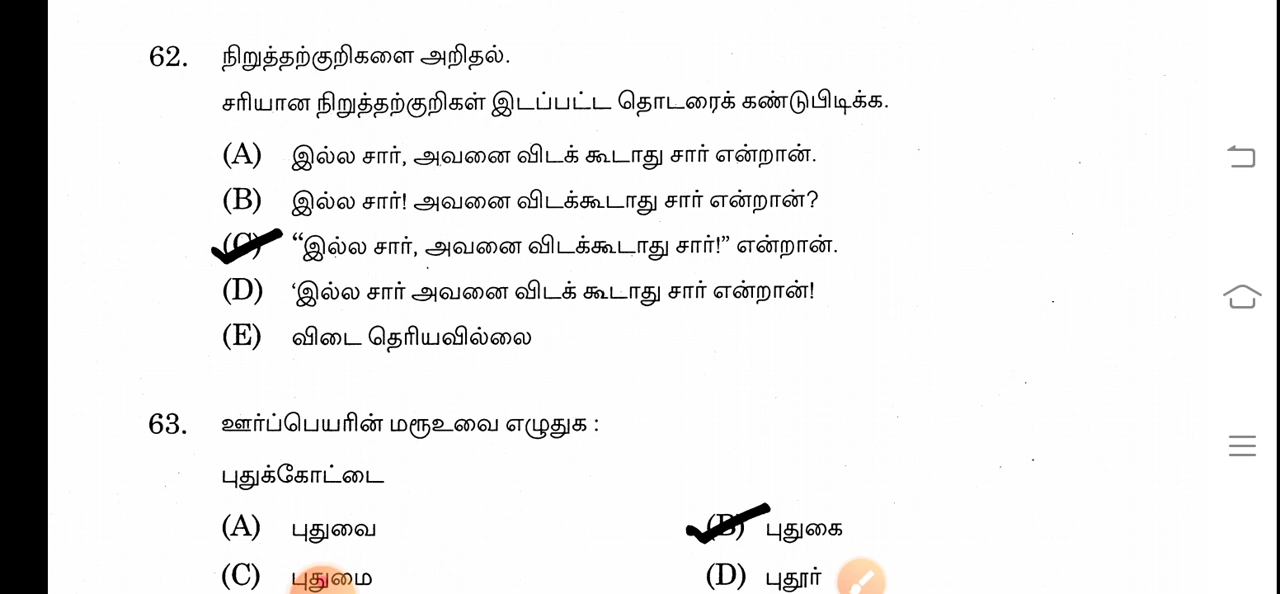 62. நிறுத்தற்குறிகளை அறிதல்.
சரியான நிறுத்தற்குறிகள் இடப்பட்ட தொடரைக் கண்டுபிடிக்க.
(A) இல்ல சார், அவனை விடக் கூடாது சார் என்றான்.
(B) இல்ல சார்! அவனை விடக்கூடாது சார் என்றான்?
(C) “இல்ல சார், அவனை விடக்கூடாது சார்!” என்றான்.
(D) ‘இல்ல சார் அவனை விடக் கூடாது சார் என்றான்!
(E) விடை தெரியவில்லை
63. ஊர்ப்பெயரின் மரூஉவை எழுதுக :
புதுக்கோட்டை
(A) புதுவை (B) புதுகை
(C) புதுமை (D) புதூர்